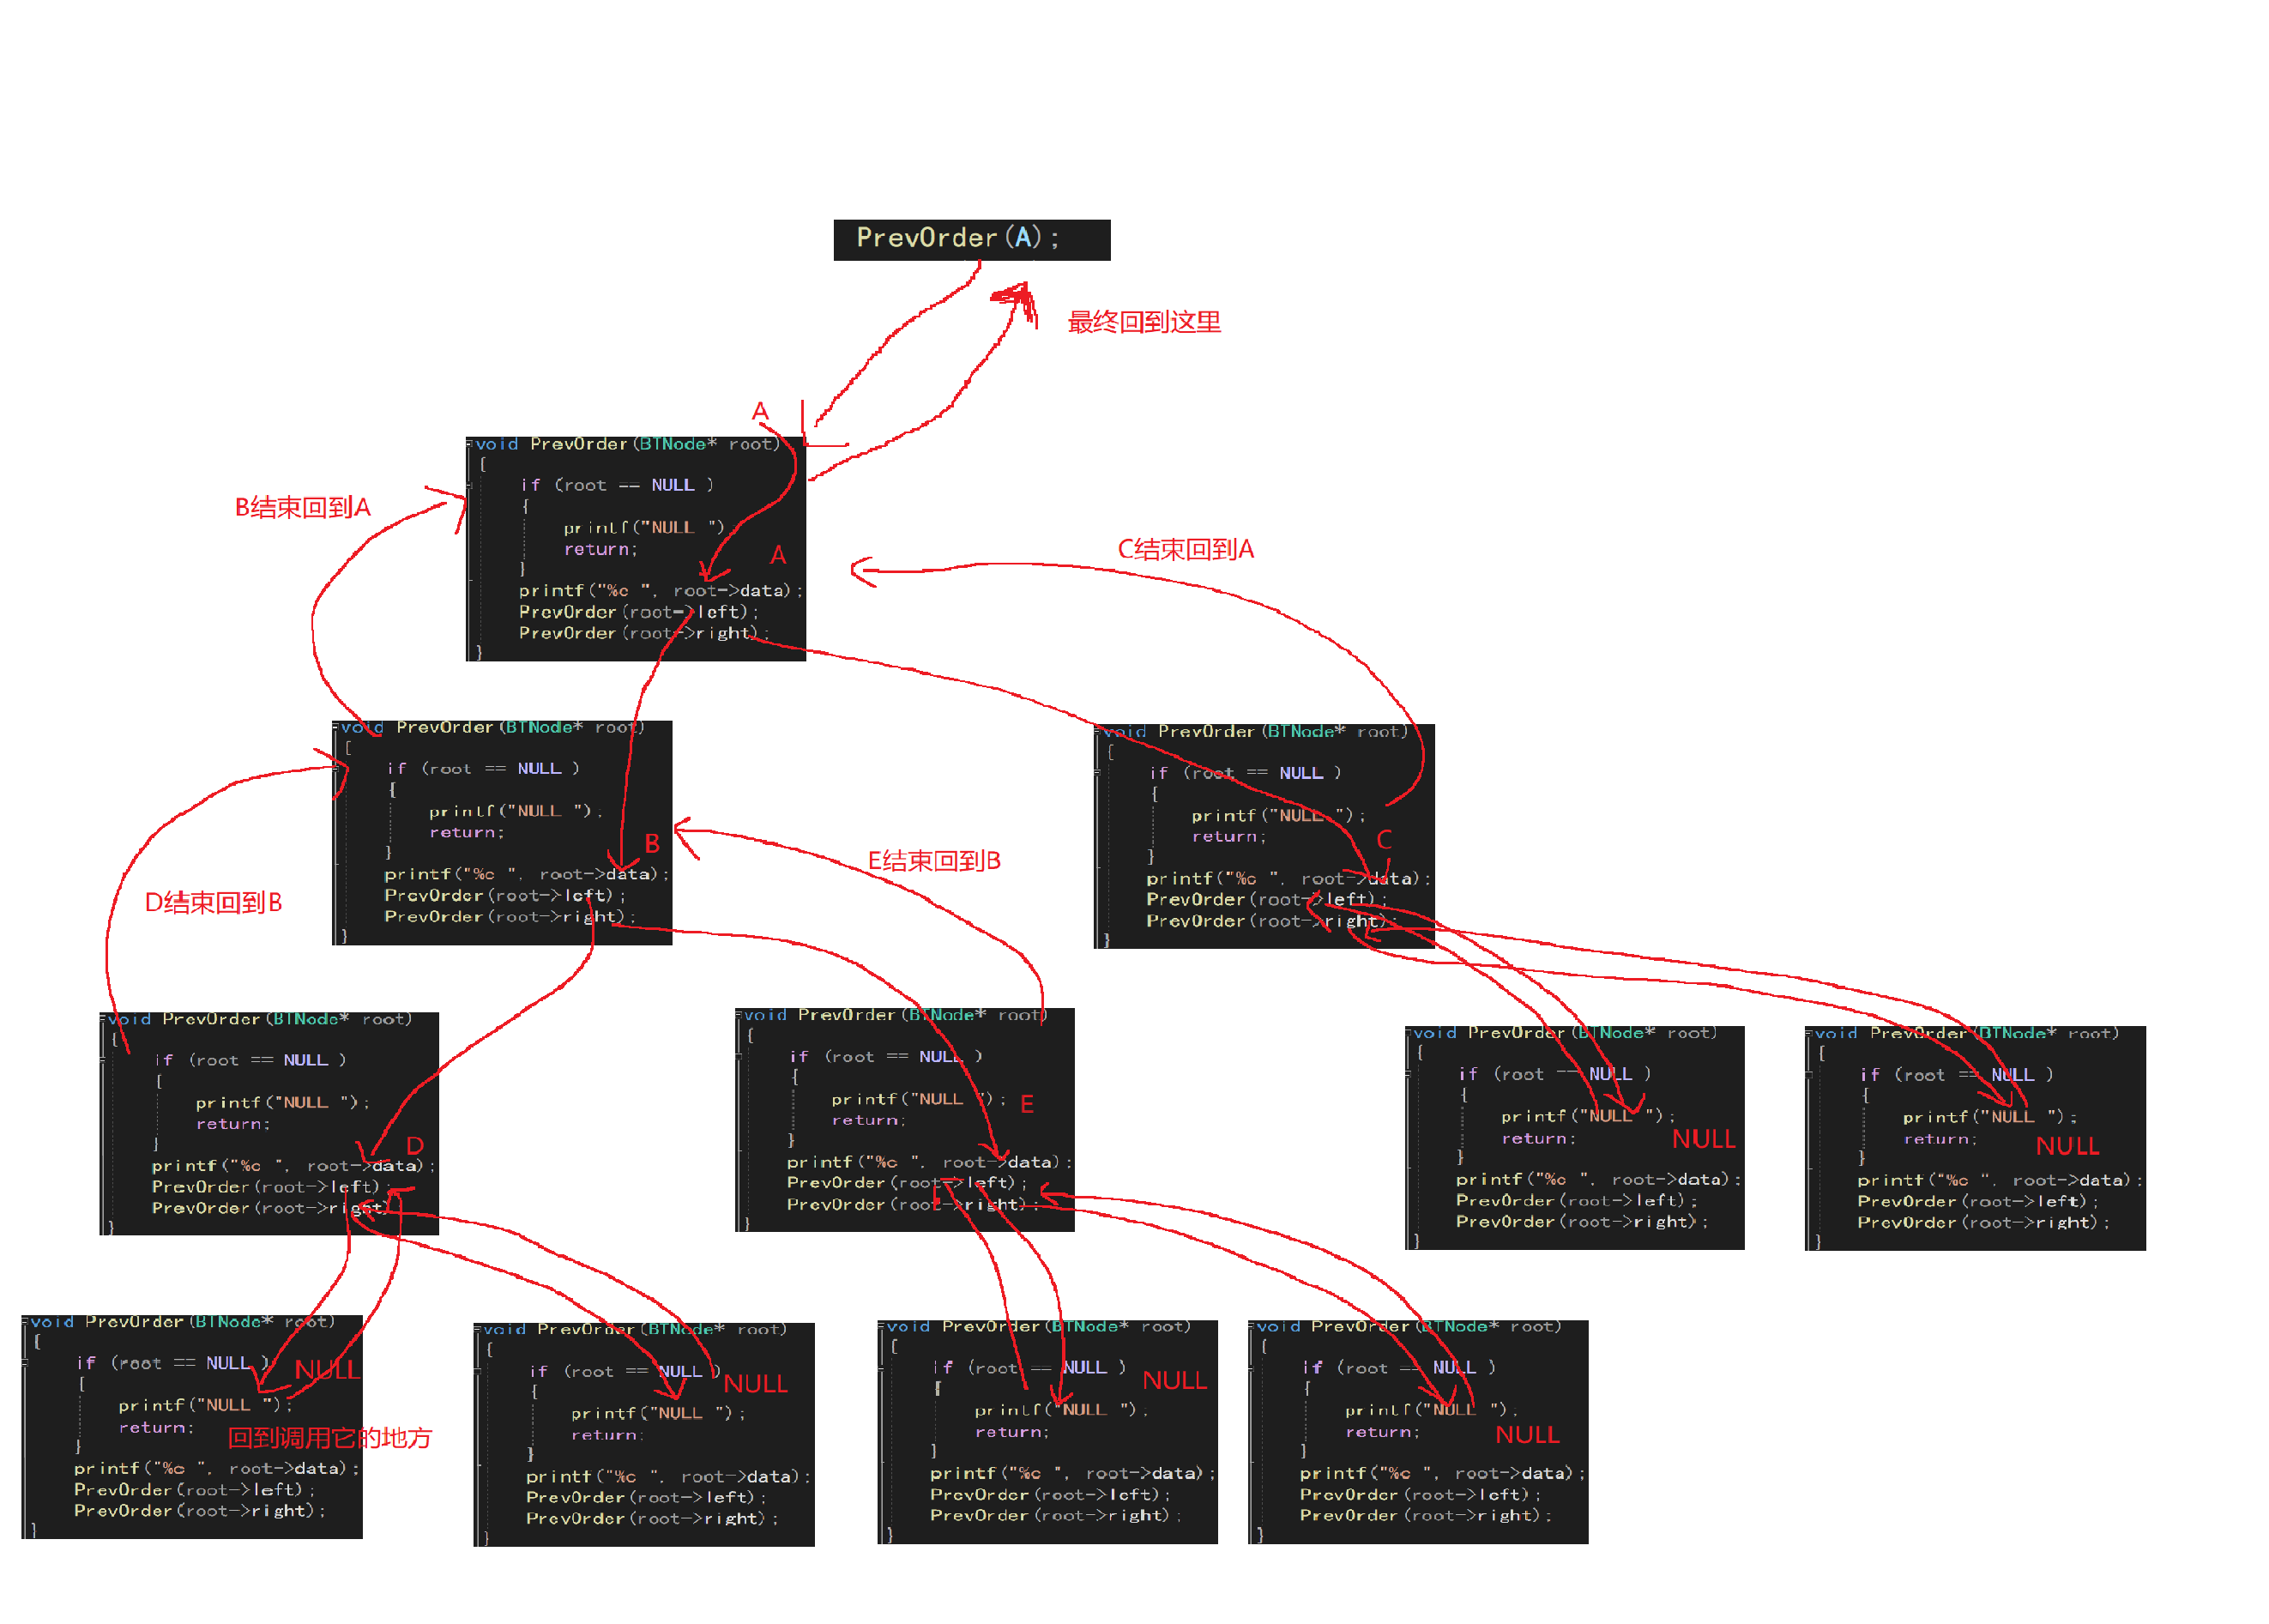 PrevOrder(A);
最终回到这里
A
void PrevOrder(BTNode* root)
{
if (root == NULL )
{
printf("NULL ")
return;
}
A
printf("%c ", root->data);
PrevOrder(root->left);
PrevOrder(root->right);
}
B结束回到A
C结束回到A
void PrevOrder(BTNode* root)
{
if (root == NULL )
{
printf("NULL ");
return;
}
B
printf("%c ", root->data);
PrevOrder(root->left);
PrevOrder(root->right);
}
void PrevOrder(BTNode* root)
{
if (root == NULL )
{
printf("NULL ");
return;
}
C
printf("%c ", root->data);
PrevOrder(root->left);
PrevOrder(root->right);
}
D结束回到B
E结束回到B
void PrevOrder(BTNode* root)
{
if (root == NULL )
{
printf("NULL ");
return;
}
D
printf("%c ", root->data);
PrevOrder(root->left);
PrevOrder(root->right)
}
void PrevOrder(BTNode* root)
{
if (root == NULL )
{
printf("NULL ");
return;
}
E
printf("%c ", root->data);
PrevOrder(root->left);
PrevOrder(root->right);
}
void PrevOrder(BTNode* root)
{
if (root == NULL )
{
printf("NULL ");
return;
}
NULL
printf("%c ", root->data);
PrevOrder(root->left);
PrevOrder(root->right);
}
void PrevOrder(BTNode* root)
{
if (root == NULL )
{
printf("NULL ");
return;
}
NULL
printf("%c ", root->data);
PrevOrder(root->left);
PrevOrder(root->right);
}
void PrevOrder(BTNode* root)
{
if (root == NULL )
NULL
{
printf("NULL ");
return;
}
回到调用它的地方
printf("%c ", root->data);
PrevOrder(root->left);
PrevOrder(root->right);
}
void PrevOrder(BTNode* root)
{
if (root == NULL )
NULL
{
printf("NULL ");
return;
}
printf("%c ", root->data);
PrevOrder(root->left);
PrevOrder(root->right);
}
void PrevOrder(BTNode* root)
{
if (root == NULL )
NULL
{
printf("NULL ");
return;
}
printf("%c ", root->data);
PrevOrder(root->left);
PrevOrder(root->right);
}
void PrevOrder(BTNode* root)
{
if (root == NULL )
{
printf("NULL ");
return;
NULL
}
printf("%c ", root->data);
PrevOrder(root->left);
PrevOrder(root->right);
}